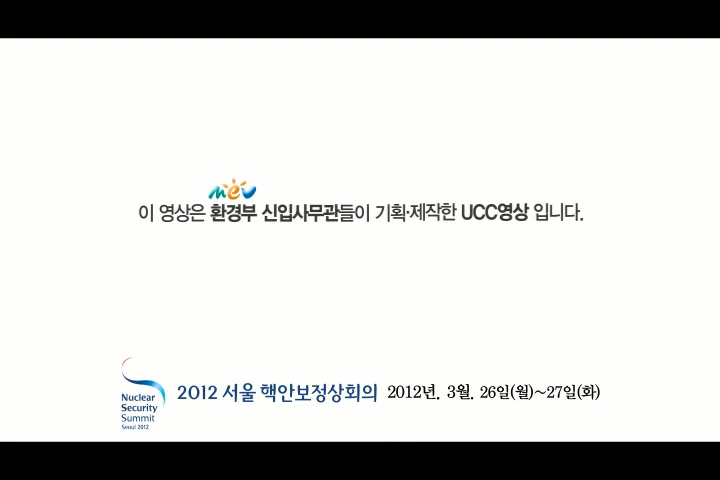 mev
이 영상은 환경부 신입사무관들이 기획·제작한 UCC영상 입니다.
Nuclear
Security
Summit
Seoul 2012
2012 서울 핵안보정상회의 2012년. 3월. 26일(월)~27일(화)